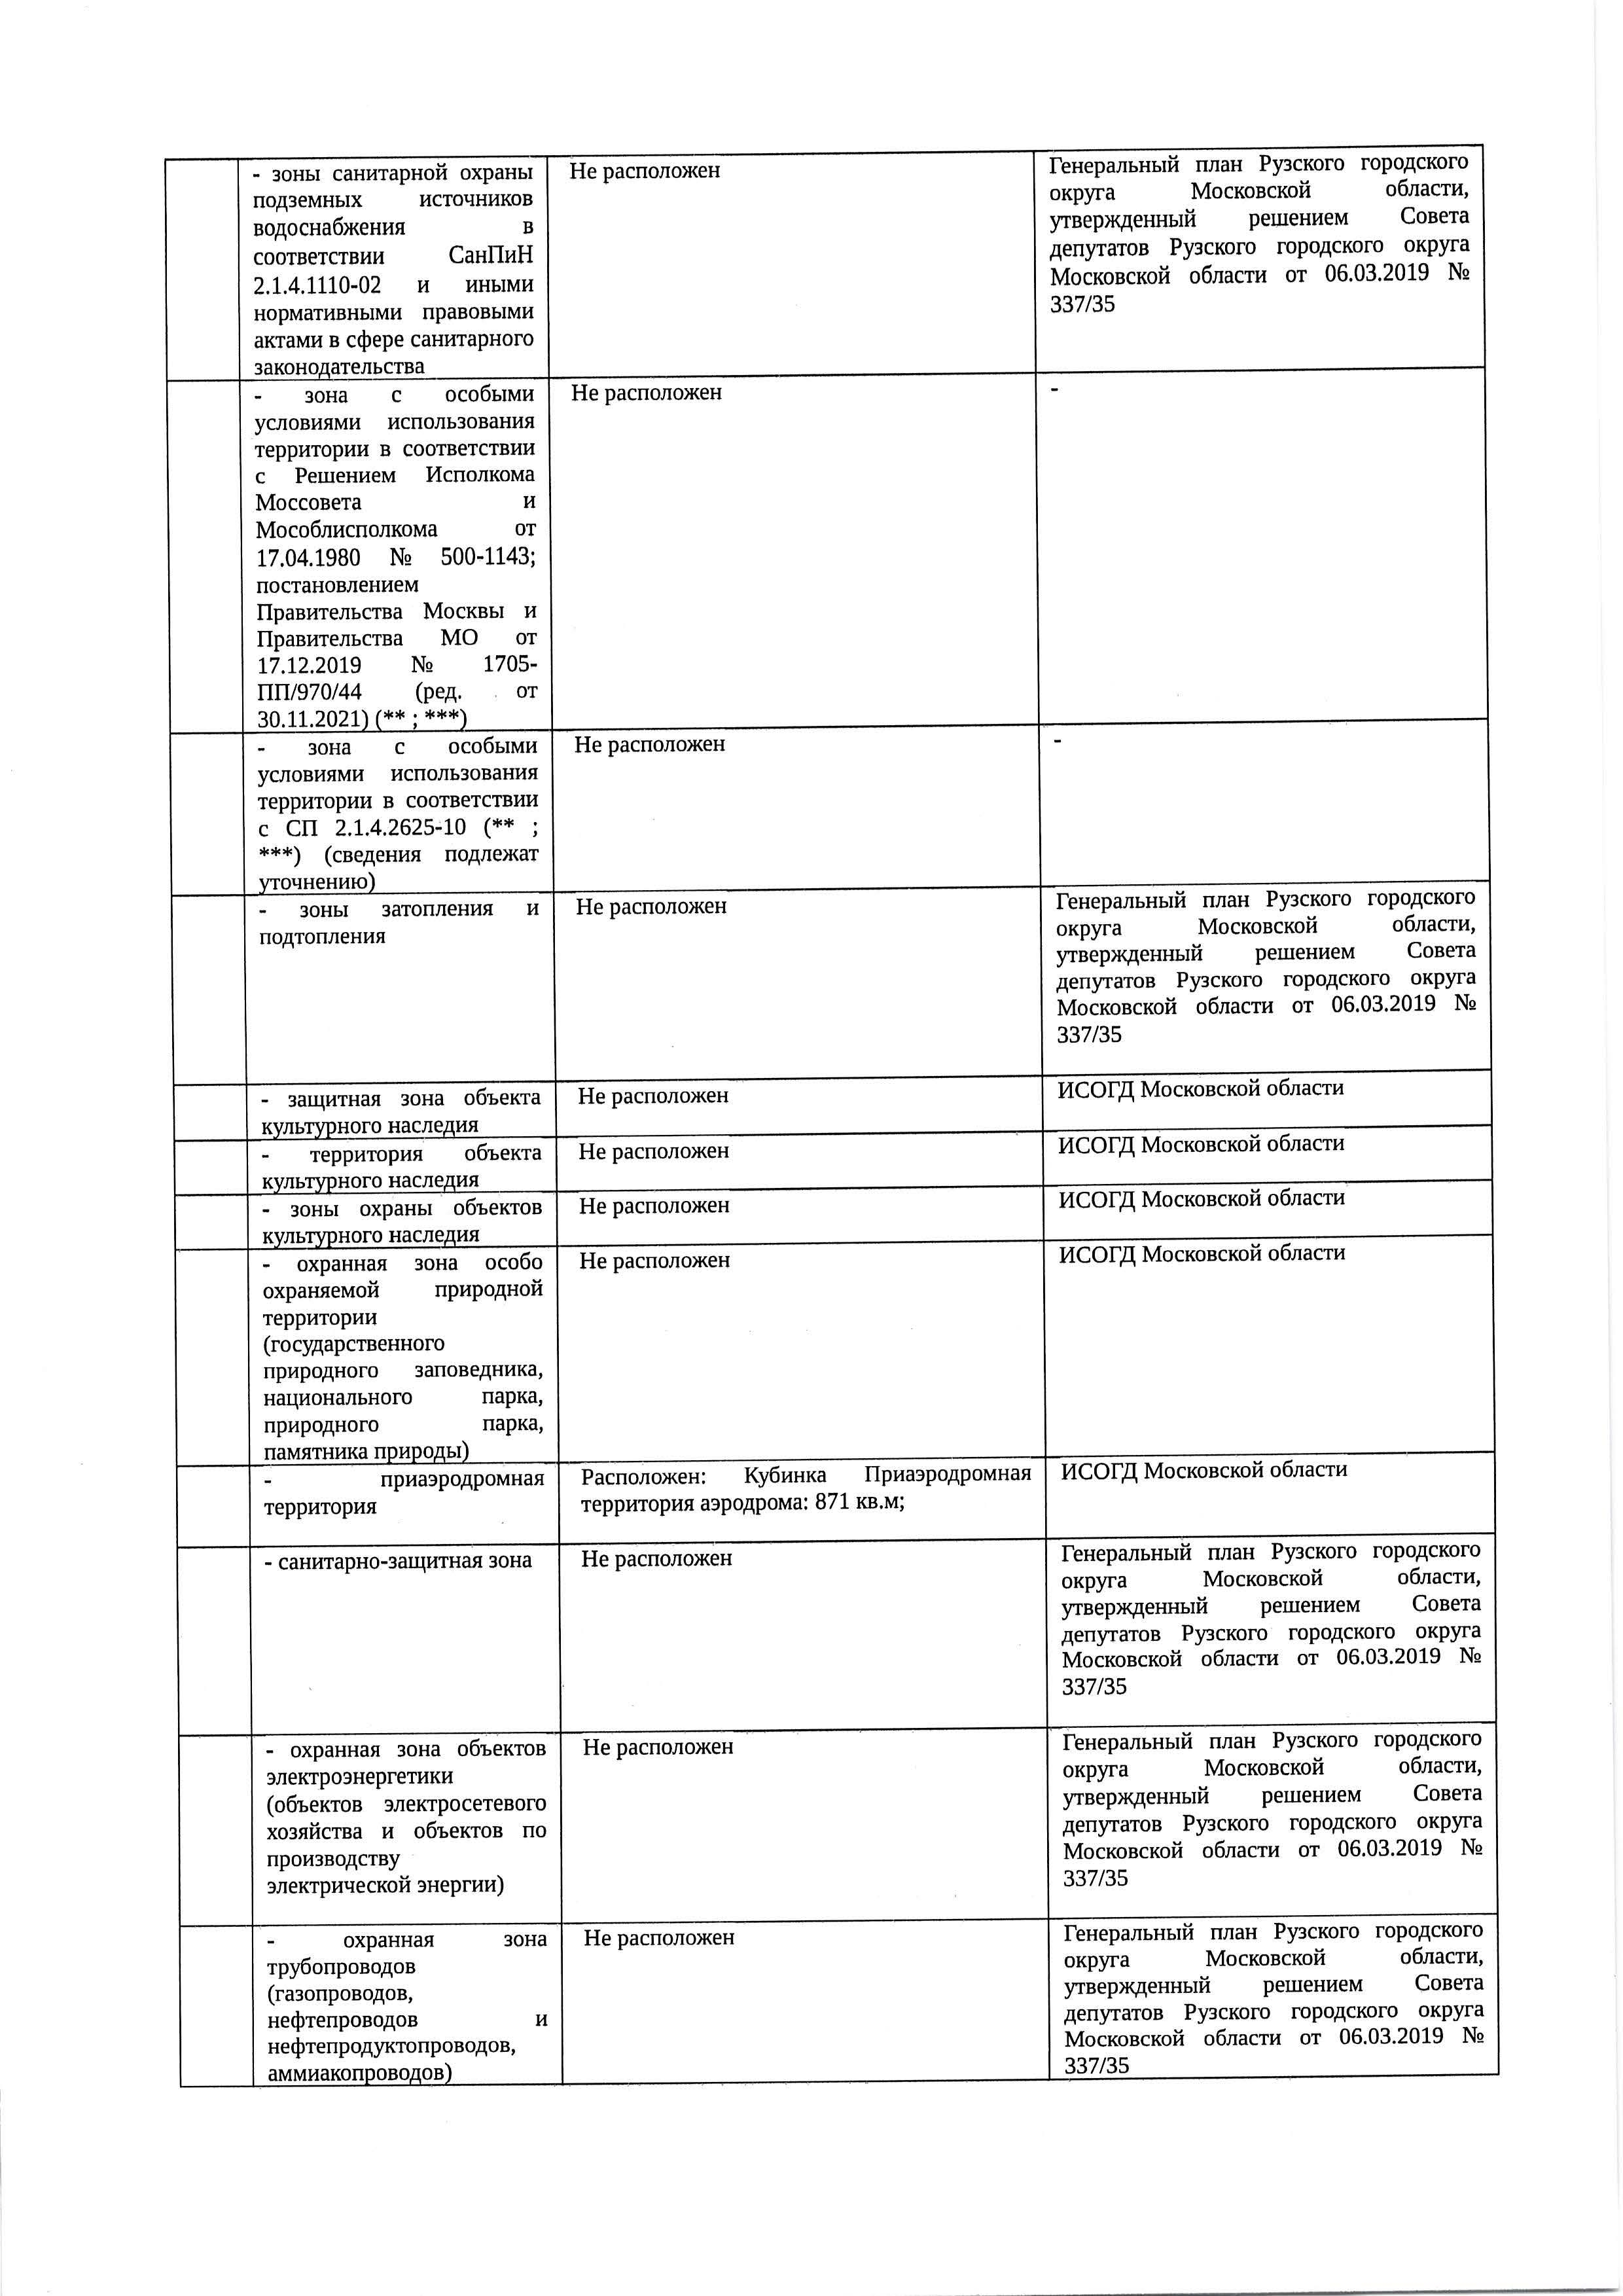 - зоны санитарной охраны
подземных источников
водоснабжения в
соответствии СанПиН
2.1.4.1110-02 и иными
нормативными правовыми
актами в сфере санитарного
законодательства
Не расположен
Генеральный план Рузского городского
округа Московской области,
утвержденный решением Совета
депутатов Рузского городского округа
Московской области от 06.03.2019 №
337/35
- зона с особыми
условиями использования
территории в соответствии
с Решением Исполкома
Моссовета и
Мособлисполкома от
17.04.1980 № 500-1143;
постановлением
Правительства Москвы и
Правительства МО от
17.12.2019 № 1705-
ПП/970/44 (ред. от
30.11.2021) (** ; ***)
Не расположен
-
- зона с особыми
условиями использования
территории в соответствии
с СП 2.1.4.2625-10 (** ;
***) (сведения подлежат
уточнению)
Не расположен
-
- зоны затопления и
подтопления
Не расположен
Генеральный план Рузского городского
округа Московской области,
утвержденный решением Совета
депутатов Рузского городского округа
Московской области от 06.03.2019 №
337/35
- защитная зона объекта
культурного наследия
Не расположен
ИСОГД Московской области
- территория объекта
культурного наследия
Не расположен
ИСОГД Московской области
- зоны охраны объектов
культурного наследия
Не расположен
ИСОГД Московской области
- охранная зона особо
охраняемой природной
территории
(государственного
природного заповедника,
национального парка,
природного парка,
памятника природы)
Не расположен
ИСОГД Московской области
- приаэродромная
территория
Расположен: Кубинка Приаэродромная
территория аэродрома: 871 кв.м;
ИСОГД Московской области
- санитарно-защитная зона
Не расположен
Генеральный план Рузского городского
округа Московской области,
утвержденный решением Совета
депутатов Рузского городского округа
Московской области от 06.03.2019 №
337/35
- охранная зона объектов
электроэнергетики
(объектов электросетевого
хозяйства и объектов по
производству
электрической энергии)
Не расположен
Генеральный план Рузского городского
округа Московской области,
утвержденный решением Совета
депутатов Рузского городского округа
Московской области от 06.03.2019 №
337/35
- охранная зона
трубопроводов
(газопроводов,
нефтепроводов и
нефтепродуктопроводов,
аммиакопроводов)
Не расположен
Генеральный план Рузского городского
округа Московской области,
утвержденный решением Совета
депутатов Рузского городского округа
Московской области от 06.03.2019 №
337/35